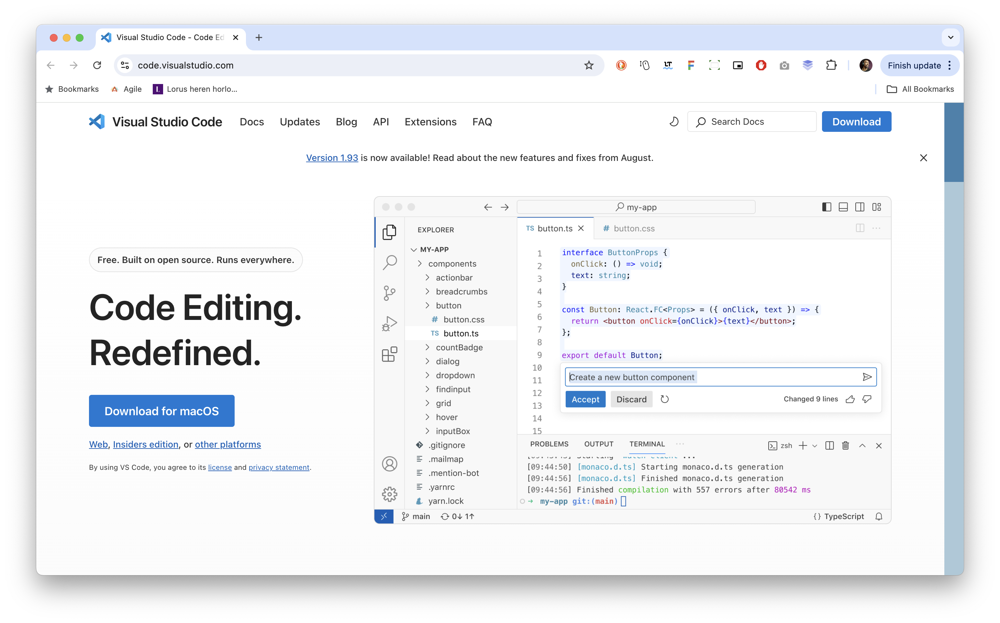 Visual Studio Code - Code Ed
code.visualstudio.com
LT
Finish update
Bookmarks
Agile
L
Lorus heren horlo...
All Bookmarks
Visual Studio Code
Docs
Updates
Blog
API
Extensions
FAQ
Search Docs
Download
Version 1.93 is now available! Read about the new features and fixes from August.
Free. Built on open source. Runs everywhere.
Code Editing.
Redefined.
Download for macOS
Web, Insiders edition, or other platforms
By using VS Code, you agree to its license and privacy statement.
my-app
EXPLORER
MY-APP
components
actionbar
breadcrumbs
button
# button.css
TS button.ts
countBadge
dialog
dropdown
findinput
grid
hover
inputBox
.gitignore
.mailmap
.mention-bot
.yarnrc
yarn.lock
TS button.ts
# button.css
1
2
3
4
5
6
7
8
9
10
11
12
13
14
15
interface ButtonProps {
onClick: () => void;
text: string;
}
const Button: React.FC<Props> = ({ onClick, text }) => {
return <button onClick={onClick}>{text}</button>;
};
export default Button;
Create a new button component
Accept
Discard
Changed 9 lines
PROBLEMS
OUTPUT
TERMINAL
zsh
[09:44:50] [monaco.d.ts] Starting monaco.d.ts generation
[09:44:56] [monaco.d.ts] Finished monaco.d.ts generation
[09:44:56] Finished compilation with 557 errors after 80542 ms
my-app git:(main)
main
0↓ 1↑
{} TypeScript